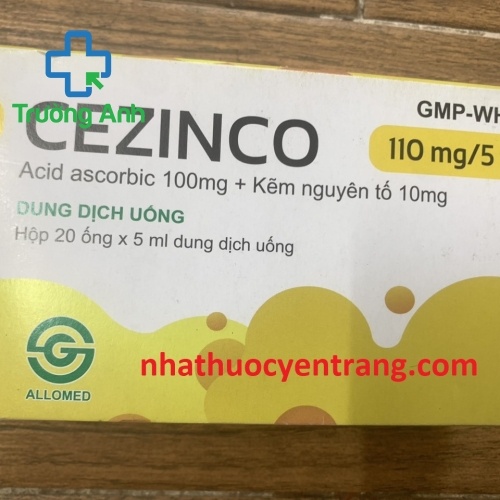 Trường Anh
GMP-WH
CEZINCO
110 mg/5
Acid ascorbic 100mg + Kẽm nguyên tố 10mg
DUNG DỊCH UỐNG
Hộp 20 ống x 5 ml dung dịch uống
nhathuocyentrang.com
ALLOMED